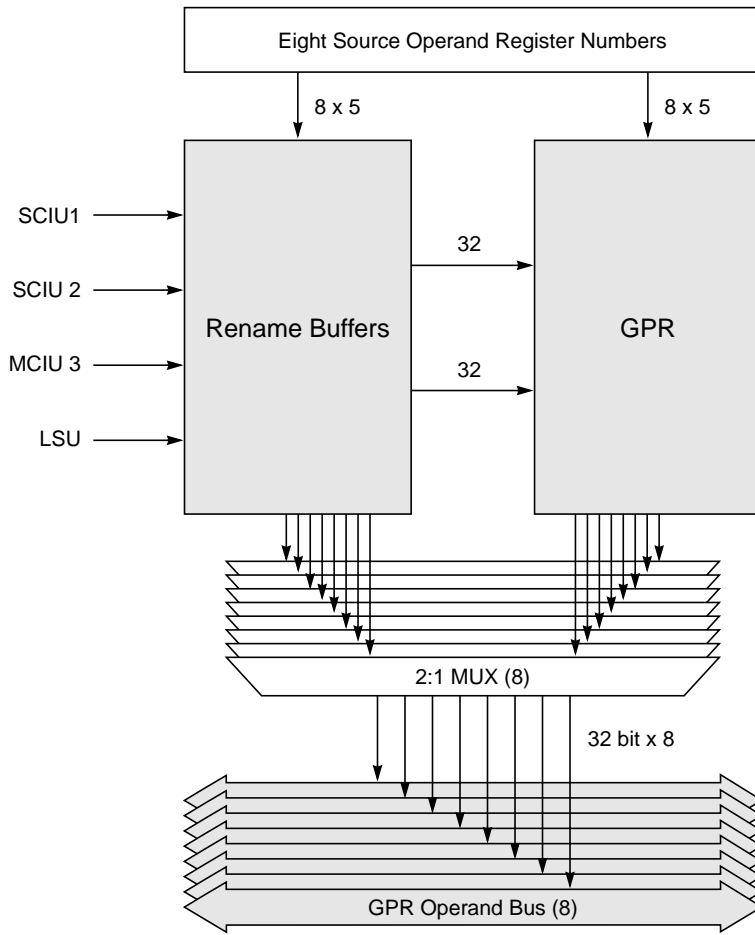 Eight Source Operand Register Numbers
8 x 5
8 x 5
SCIU1
32
SCIU 2
Rename Buffers
GPR
MCIU 3
32
LSU
2:1 MUX (8)
32 bit x 8
GPR Operand Bus (8)